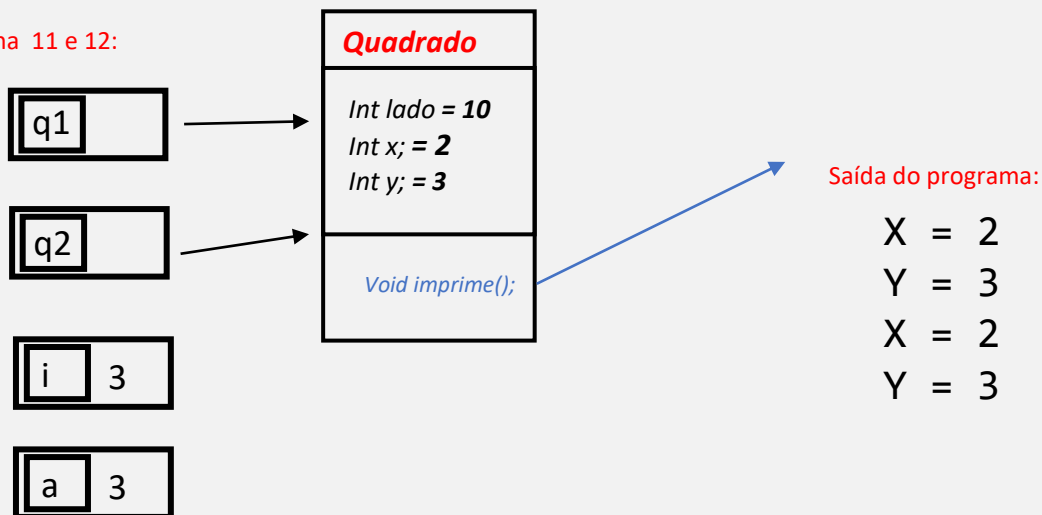 11 e 12:
q1
q2
i 3
a 3
Quadrado
Int lado = 10
Int x; = 2
Int y; = 3
Void imprime();
Saída do programa:
X = 2
Y = 3
X = 2
Y = 3